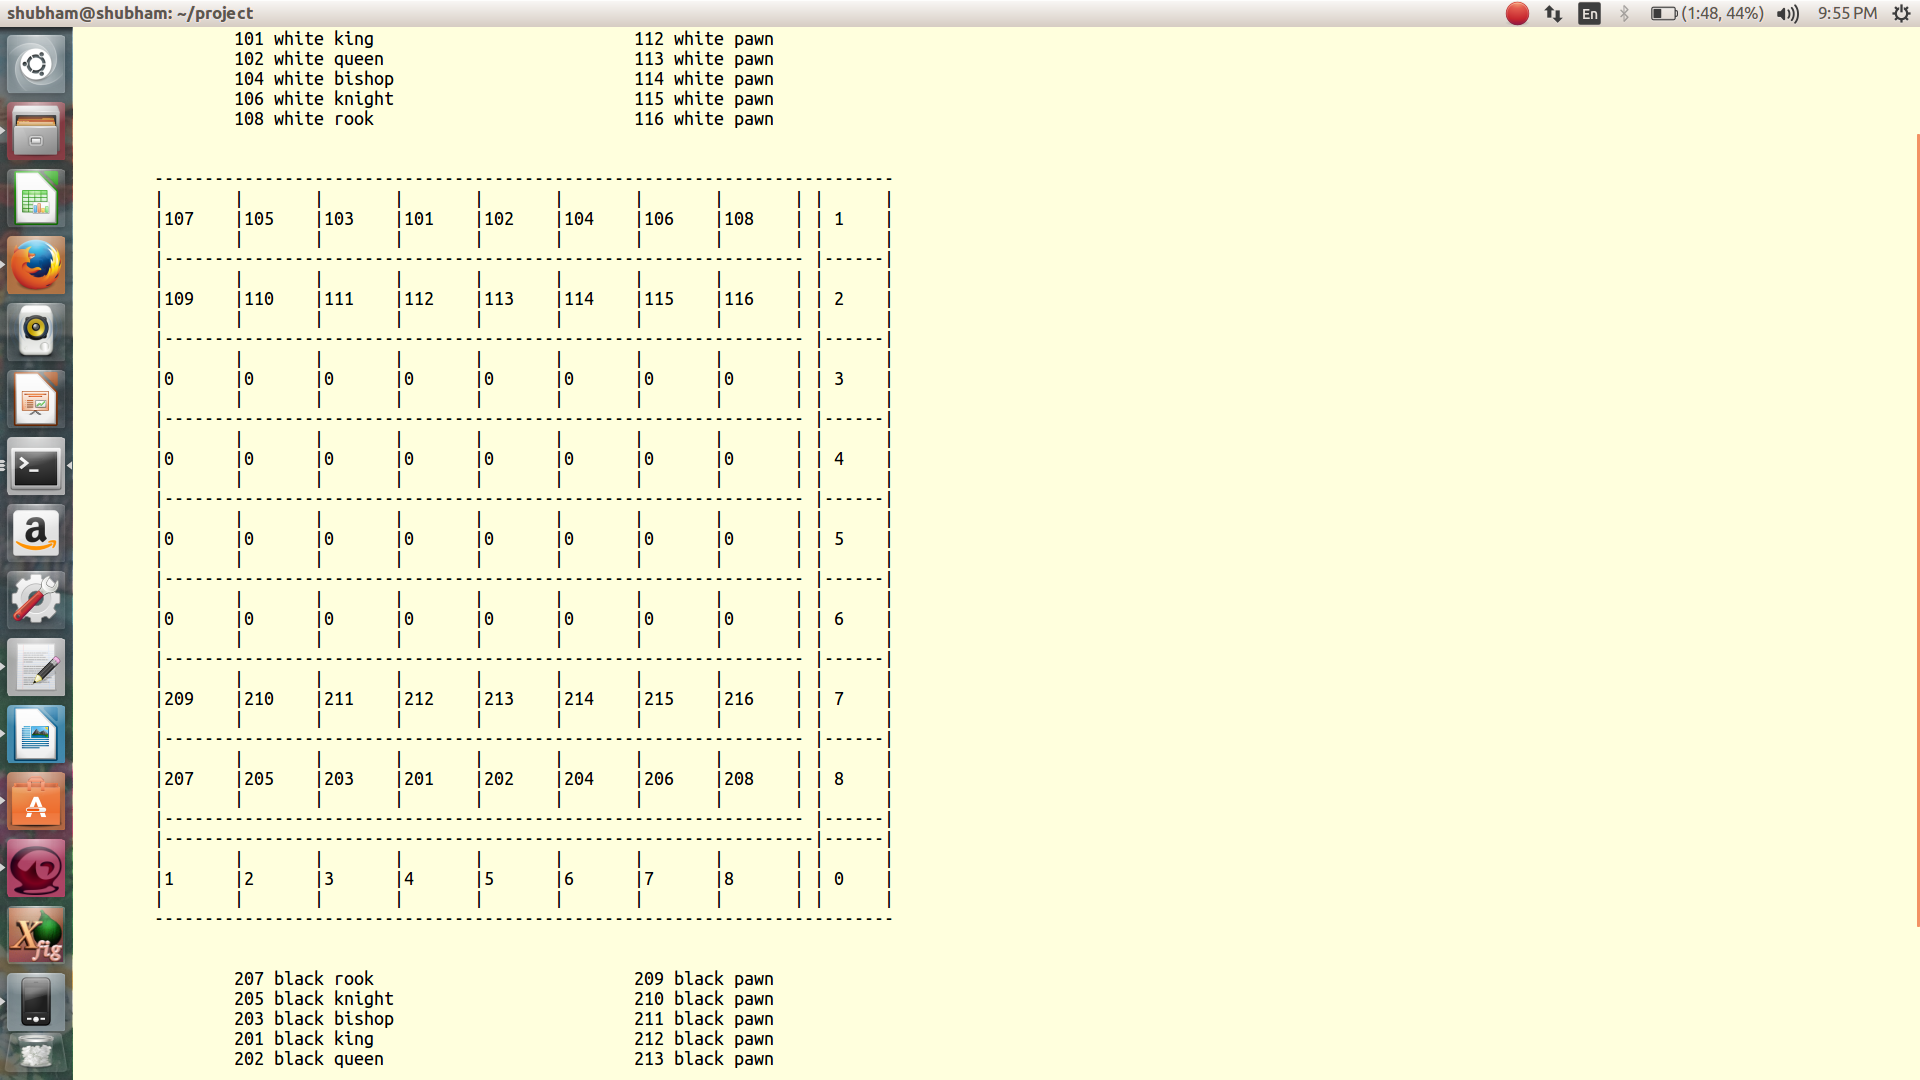 shubham@shubham: ~/project En (1:48, 44%) 9:55 PM
101 white king 112 white pawn
102 white queen 113 white pawn
104 white bishop 114 white pawn
106 white knight 115 white pawn
108 white rook 116 white pawn
107 105 103 101 102 104 106 108 1
109 110 111 112 113 114 115 116 2
0 0 0 0 0 0 0 0 3
0 0 0 0 0 0 0 0 4
0 0 0 0 0 0 0 0 5
0 0 0 0 0 0 0 0 6
209 210 211 212 213 214 215 216 7
207 205 203 201 202 204 206 208 8
1 2 3 4 5 6 7 8 0
207 black rook 209 black pawn
205 black knight 210 black pawn
203 black bishop 211 black pawn
201 black king 212 black pawn
202 black queen 213 black pawn
a
A
X
fig